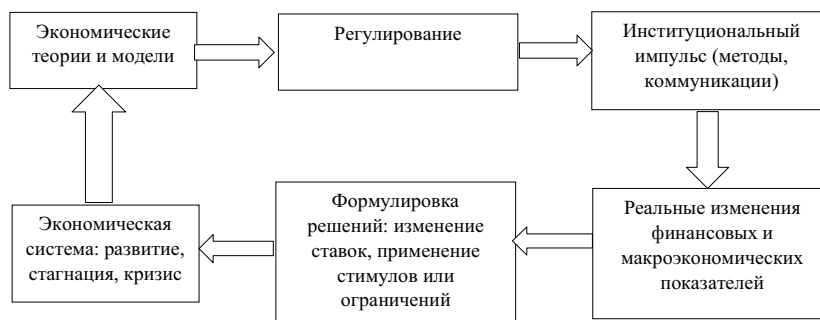 Экономические
теории и модели
Регулирование
Институциональный
импульс (методы,
коммуникации)
Экономическая
система: развитие,
стагнация, кризис
Формулировка
решений: изменение
ставок, применение
стимулов или
ограничений
Реальные изменения
финансовых и
макроэкономических
показателей